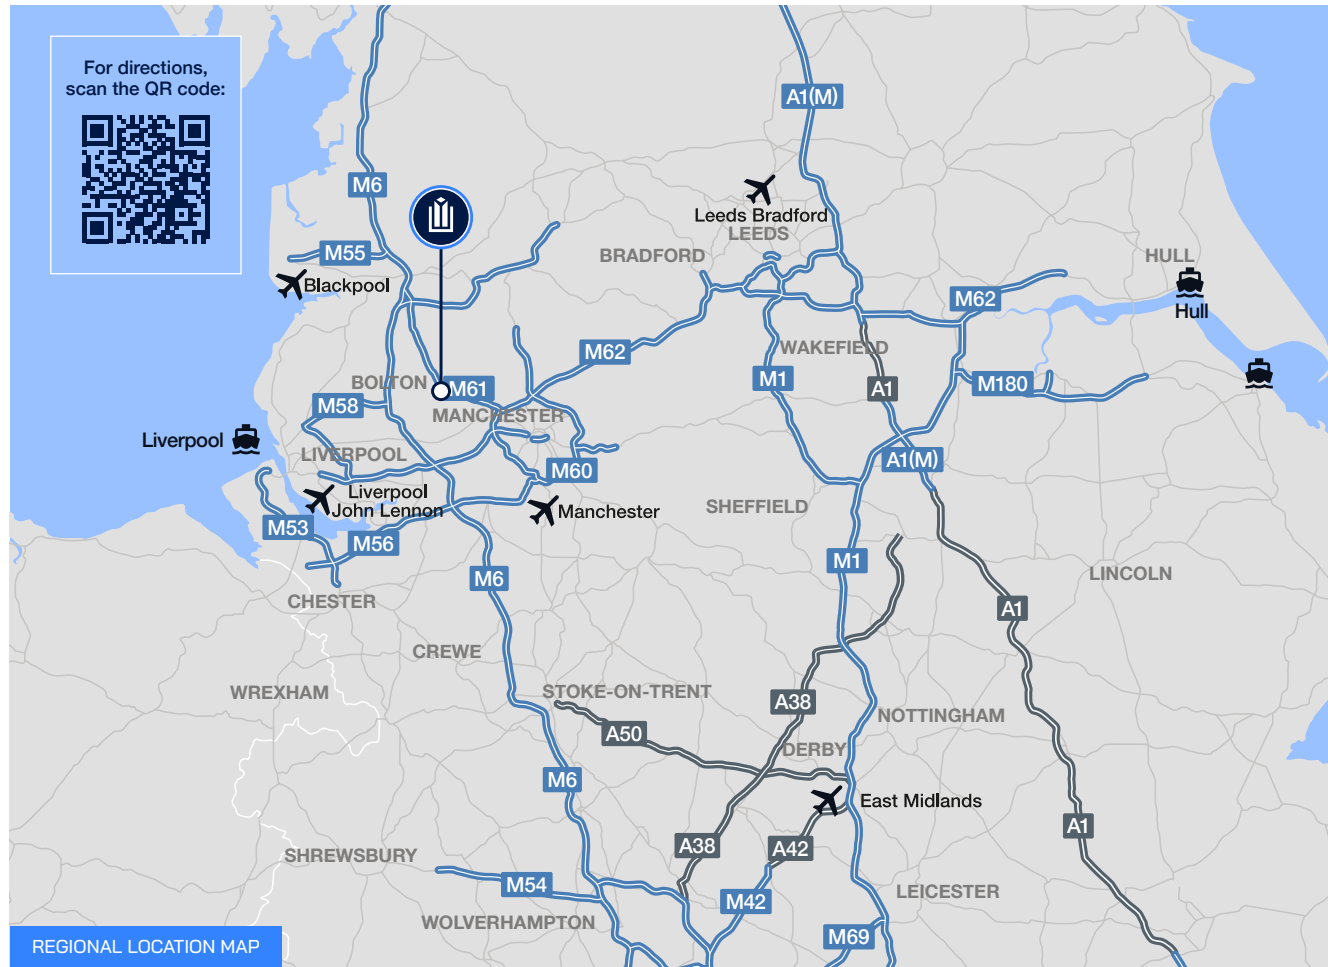 For directions,
scan the QR code:
A1(M)
M6
Leeds Bradford
LEEDS
M55
BRADFORD
HULL
Blackpool
M62
Hull
M62
WAKEFIELD
BOLTON
M61
M1
A1
M180
M58
MANCHESTER
Liverpool
LIVERPOOL
A1(M)
M60
Liverpool
John Lennon
Manchester
SHEFFIELD
M53
M56
M1
M6
LINCOLN
CHESTER
A1
CREWE
WREXHAM
STOKE-ON-TRENT
A38
NOTTINGHAM
A50
DERBY
M6
East Midlands
A1
A38
A42
SHREWSBURY
M54
LEICESTER
M42
WOLVERHAMPTON
M69
REGIONAL LOCATION MAP